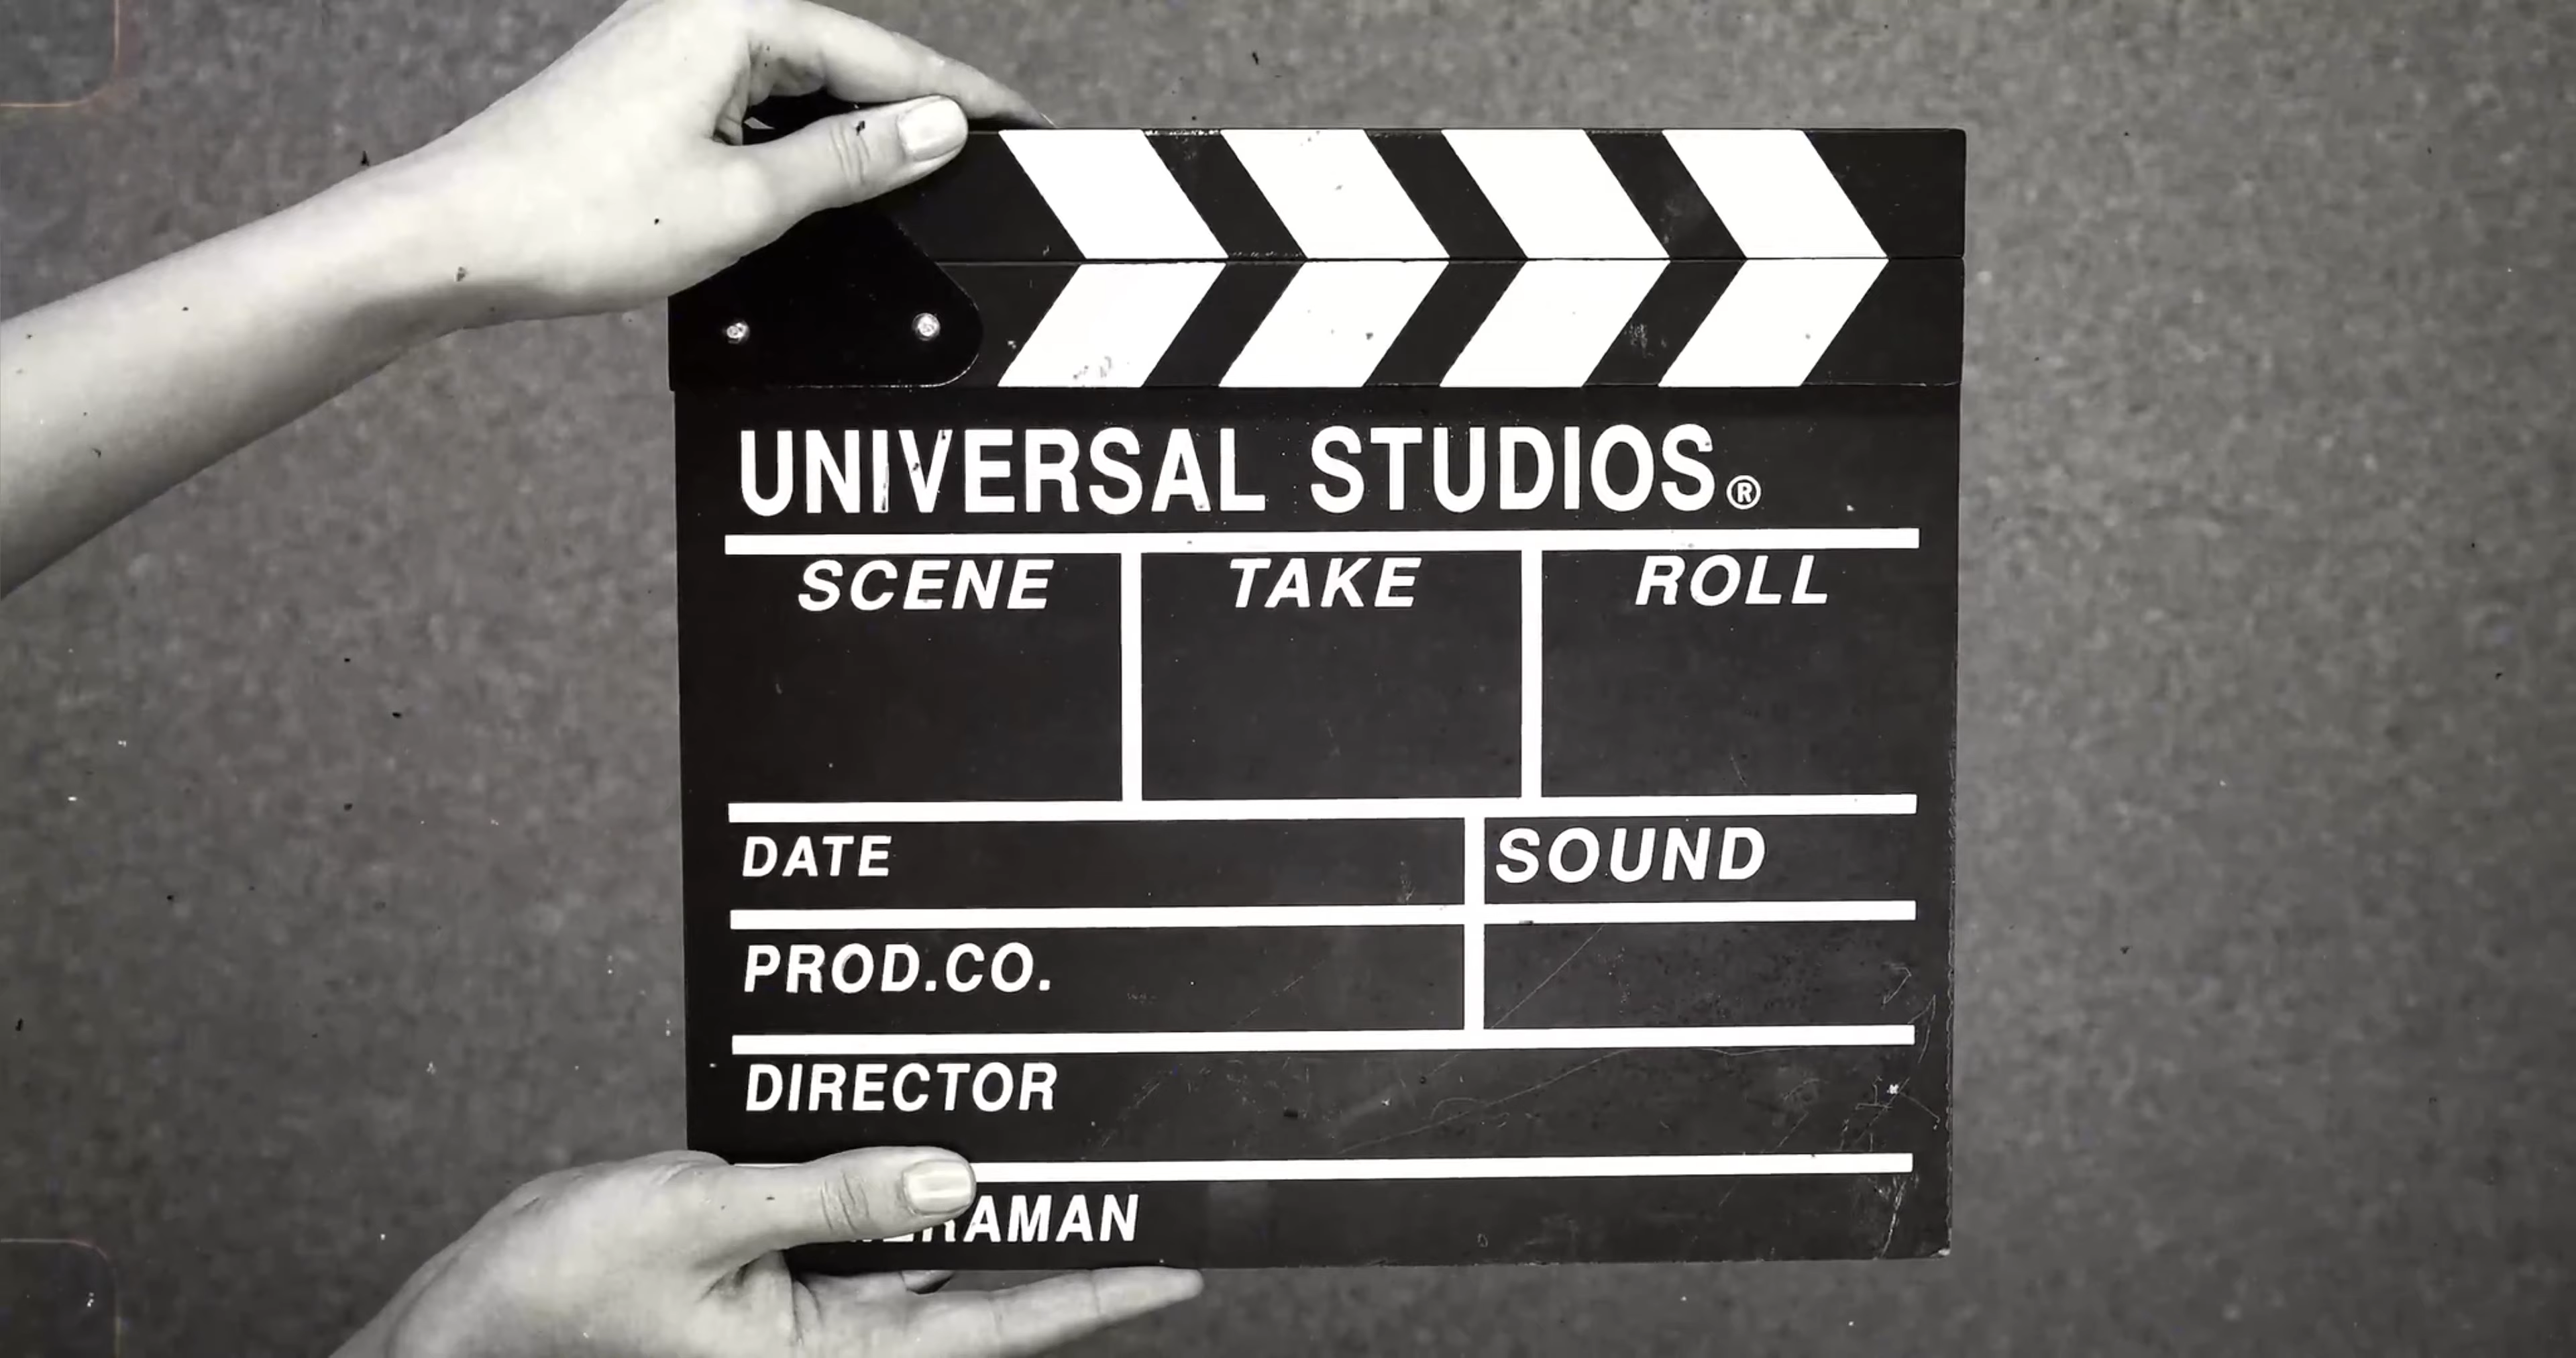 UNIVERSAL STUDIOS®
SCENE TAKE ROLL
DATE SOUND
PROD.CO.
DIRECTOR